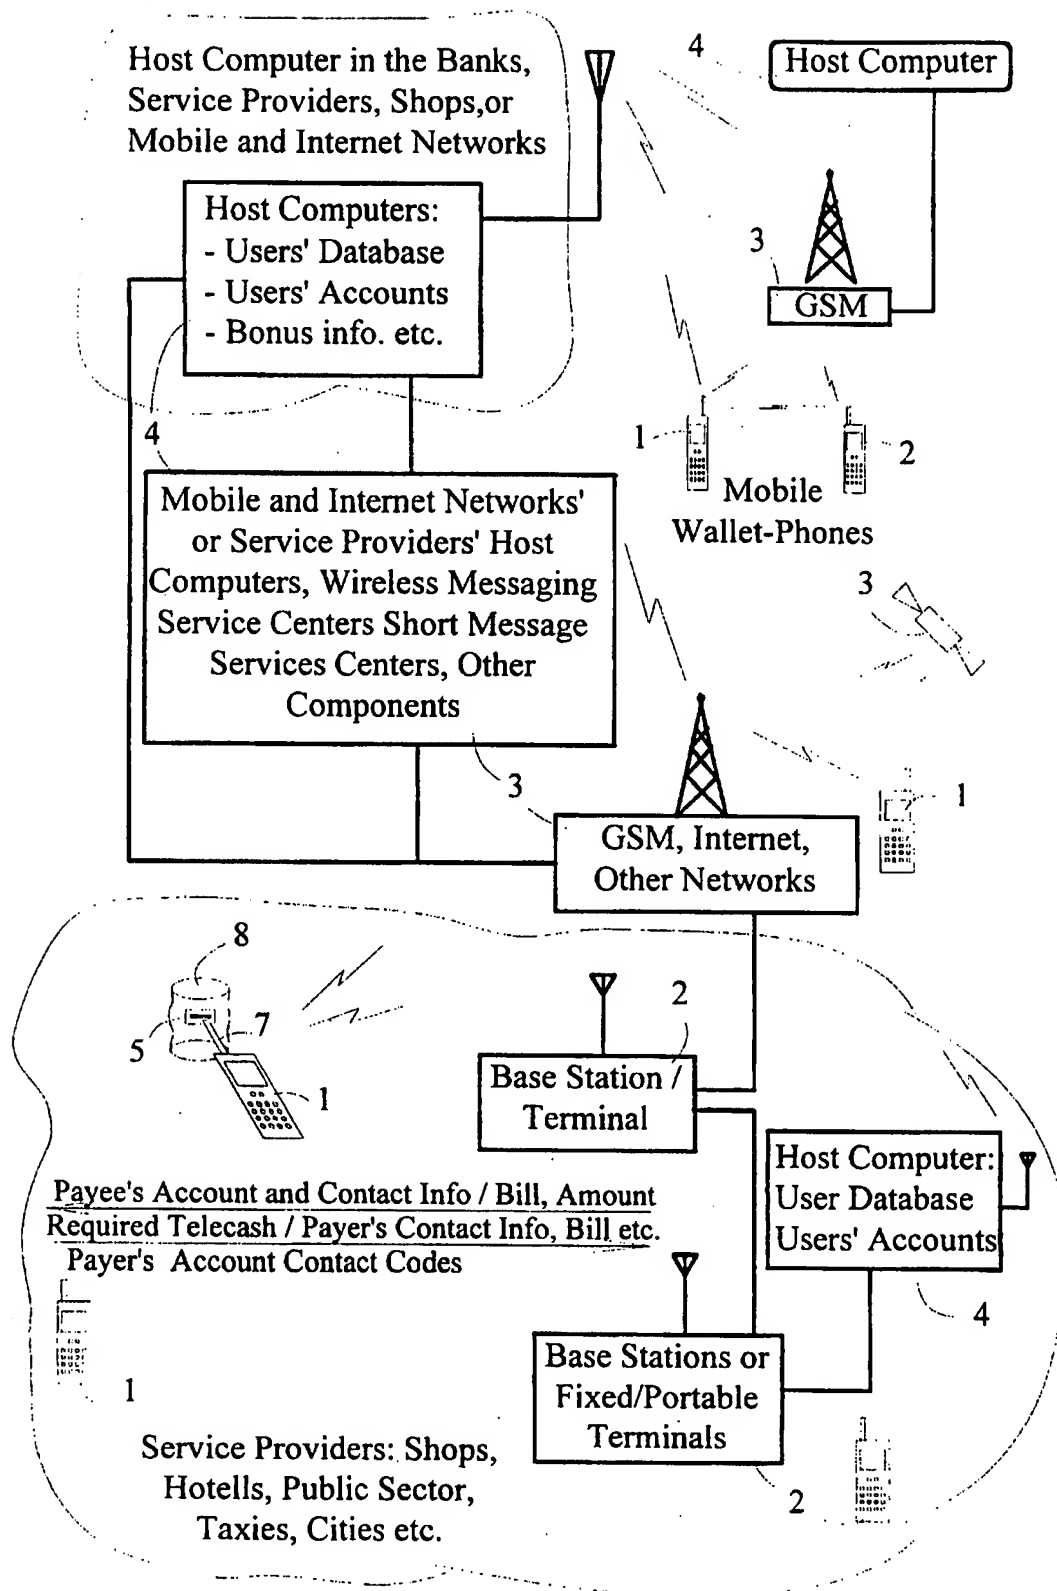 Host Computer in the Banks,
Service Providers, Shops,or
Mobile and Internet Networks
4
Host Computer
Host Computers:
- Users' Database
- Users' Accounts
- Bonus info. etc.
3
GSM
4
1
2
Mobile
Wallet-Phones
Mobile and Internet Networks'
or Service Providers' Host
Computers, Wireless Messaging
Service Centers Short Message
Services Centers, Other
Components
3
3
1
GSM, Internet,
Other Networks
8
5
7
1
2
Base Station /
Terminal
Host Computer:
User Database
Users' Accounts
4
Payee's Account and Contact Info / Bill, Amount
Required Telecash / Payer's Contact Info, Bill etc.
Payer's Account Contact Codes
1
Base Stations or
Fixed/Portable
Terminals
2
Service Providers: Shops,
Hotells, Public Sector,
Taxies, Cities etc.